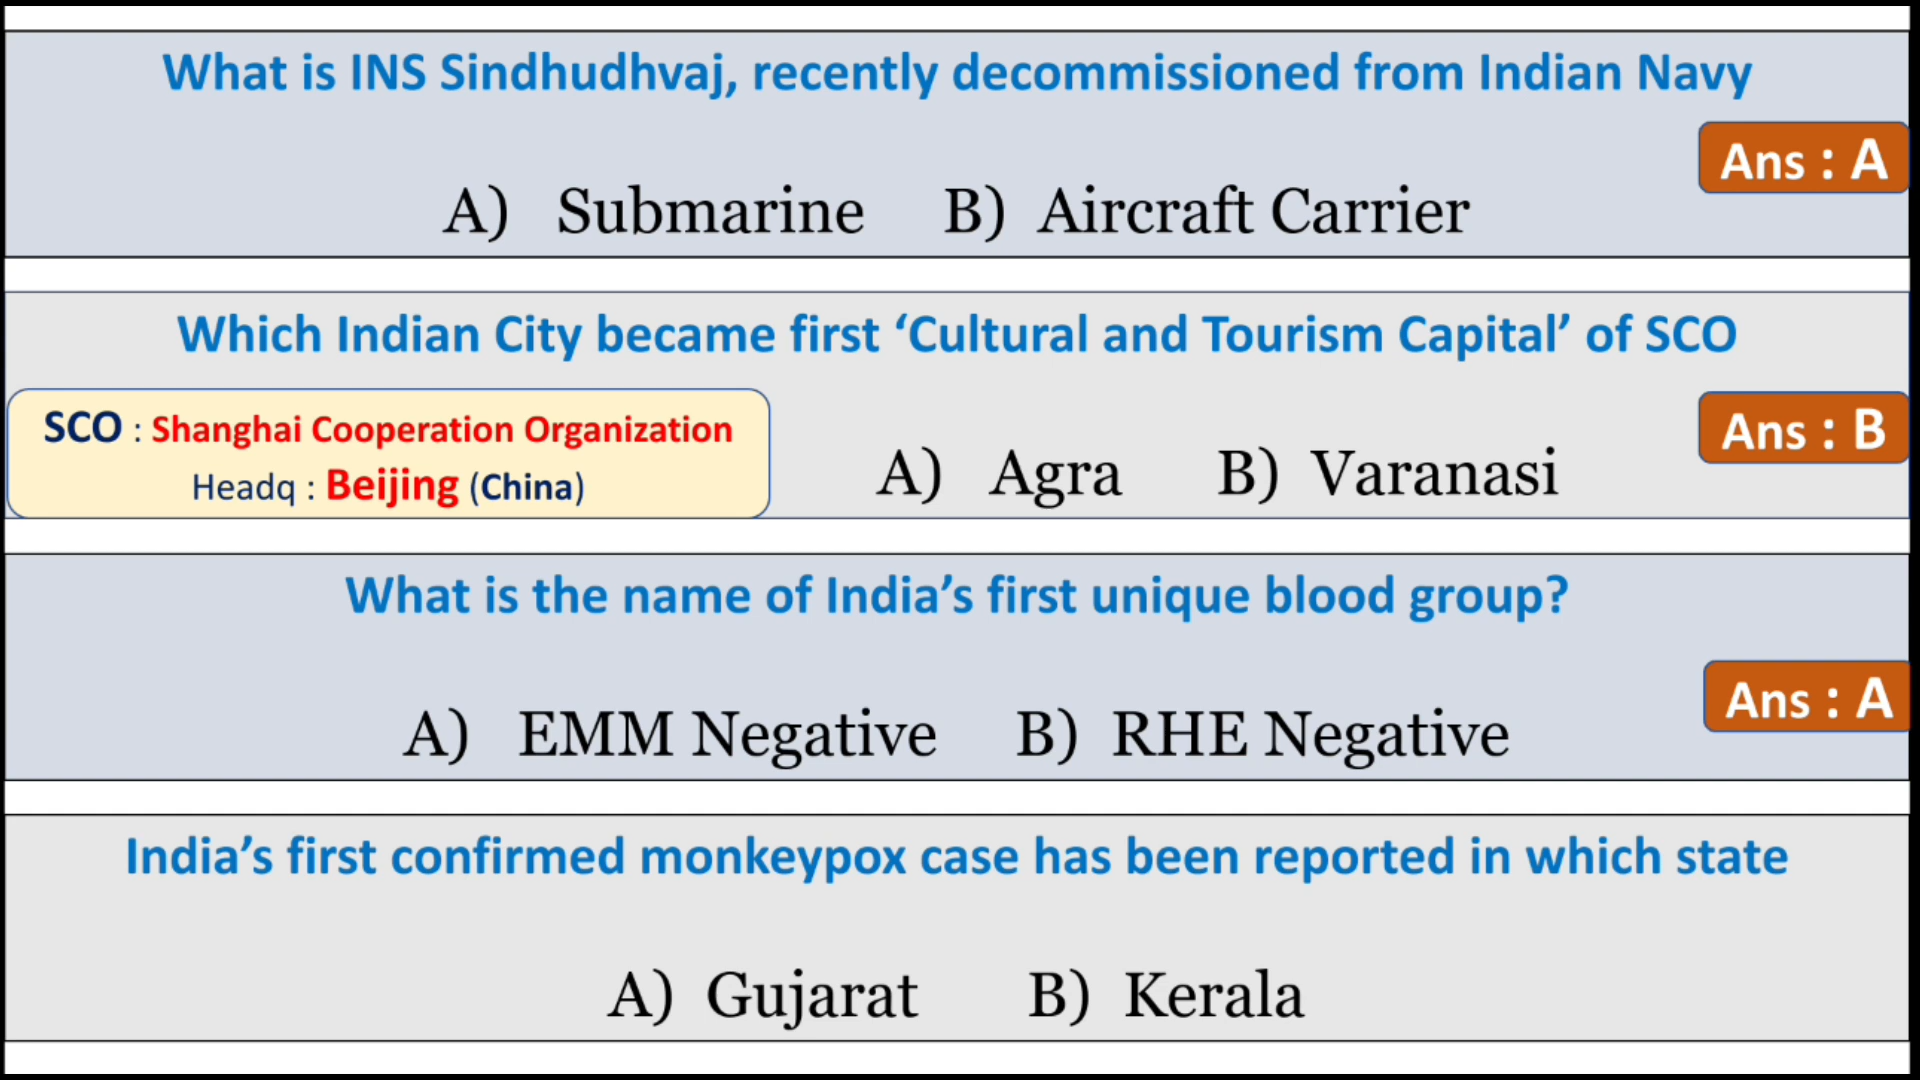 What is INS Sindhudhvaj, recently decommissioned from Indian Navy
Ans : A
A) Submarine B) Aircraft Carrier
Which Indian City became first ‘Cultural and Tourism Capital’ of SCO
SCO : Shanghai Cooperation Organization
Headq : Beijing (China)
Ans : B
A) Agra B) Varanasi
What is the name of India’s first unique blood group?
Ans : A
A) EMM Negative B) RHE Negative
India’s first confirmed monkeypox case has been reported in which state
A) Gujarat B) Kerala